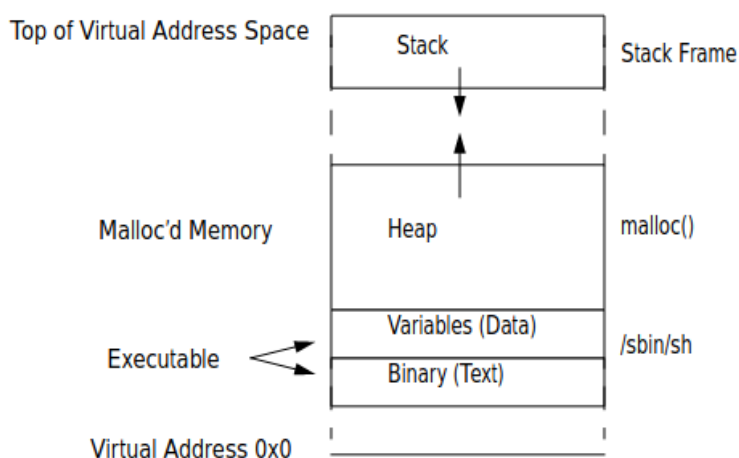 Top of Virtual Address Space
Stack
Stack Frame
Malloc'd Memory
Heap
malloc()
Variables (Data)
/sbin/sh
Executable
Binary (Text)
Virtual Address 0x0